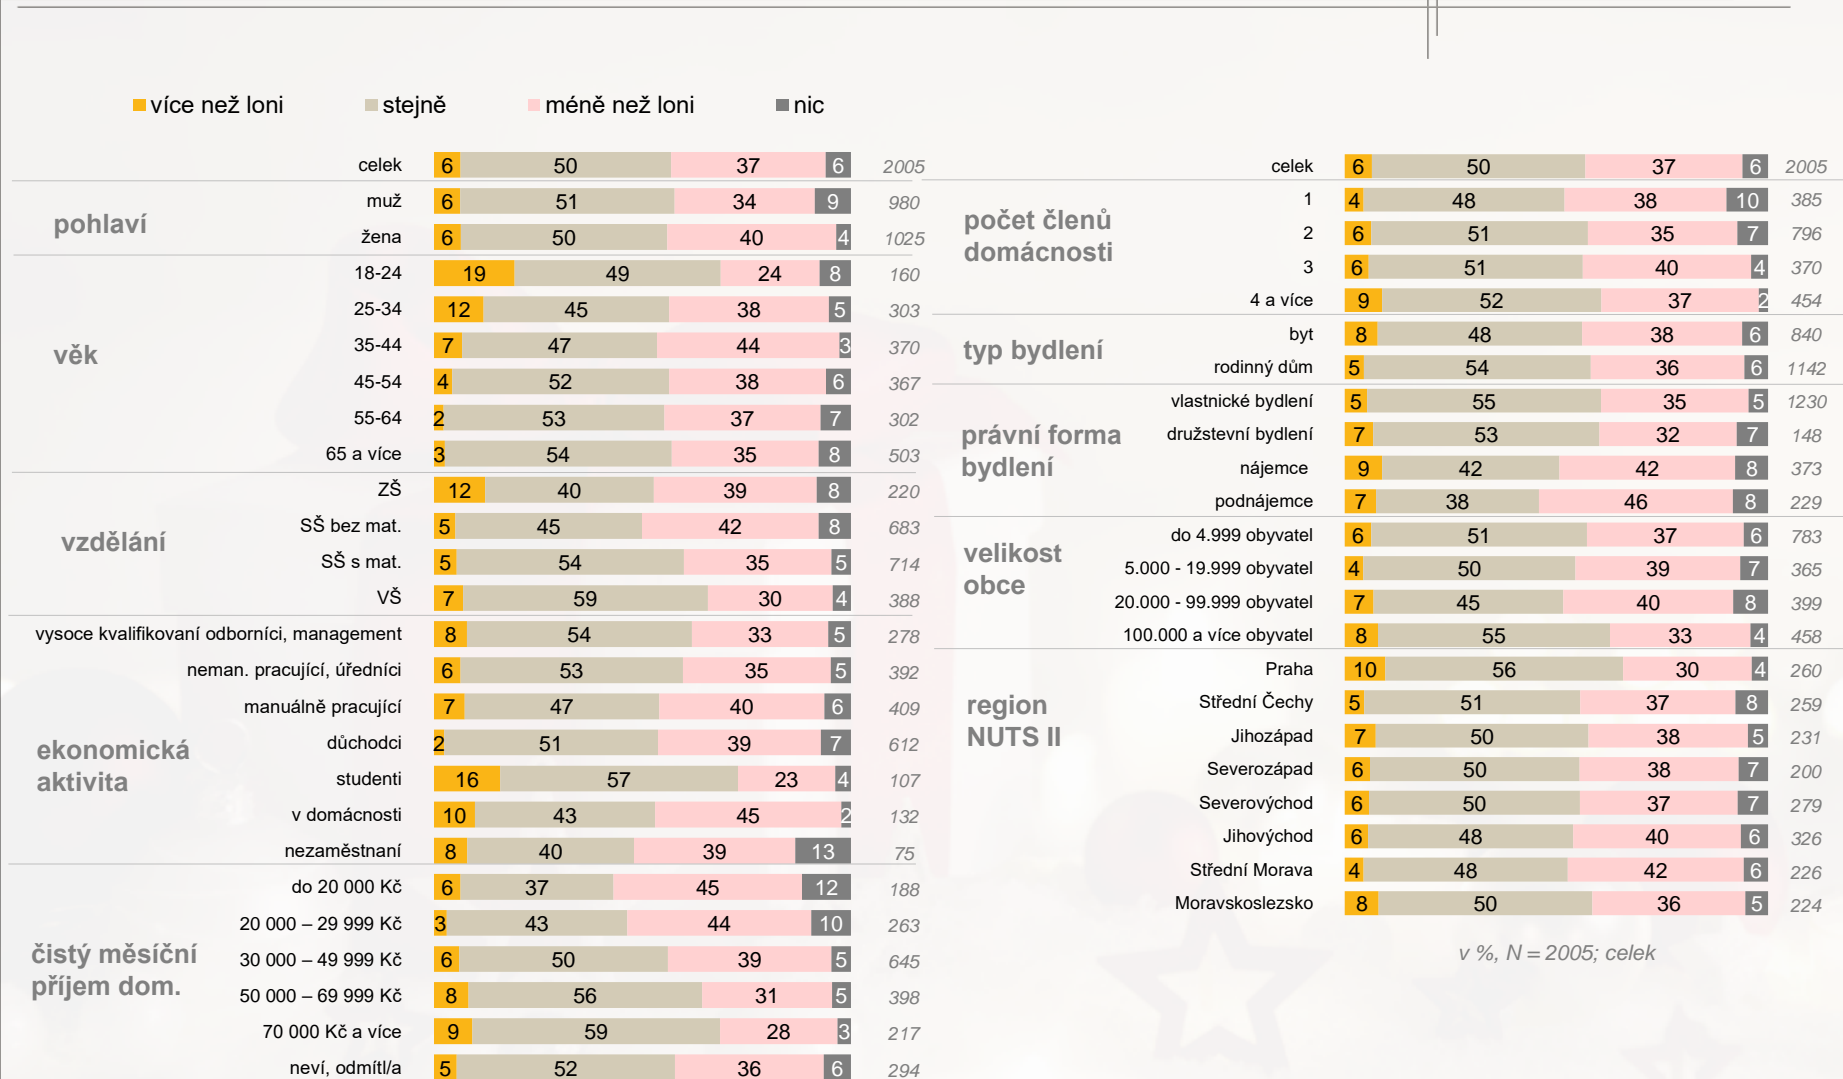 více než loni stejně méně než loni nic
celek 6 50 37 6 2005
pohlaví
muž 6 51 34 9 980
žena 6 50 40 4 1025
věk
18-24 19 49 24 8 160
25-34 12 45 38 5 303
35-44 7 47 44 3 370
45-54 4 52 38 6 367
55-64 2 53 37 7 302
65 a více 3 54 35 8 503
vzdělání
ZŠ 12 40 39 8 220
SŠ bez mat. 5 45 42 8 683
SŠ s mat. 5 54 35 5 714
VŠ 7 59 30 4 388
ekonomická
aktivita
vysoce kvalifikovaní odborníci, management 8 54 33 5 278
neman. pracující, úředníci 6 53 35 5 392
manuálně pracující 7 47 40 6 409
důchodci 2 51 39 7 612
studenti 16 57 23 4 107
v domácnosti 10 43 45 2 132
nezaměstnaní 8 40 39 13 75
čistý měsíční
příjem dom.
do 20 000 Kč 6 37 45 12 188
20 000 – 29 999 Kč 3 43 44 10 263
30 000 – 49 999 Kč 6 50 39 5 645
50 000 – 69 999 Kč 8 56 31 5 398
70 000 Kč a více 9 59 28 3 217
neví, odmítl/a 5 52 36 6 294
celek 6 50 37 6 2005
počet členů
domácnosti
1 4 48 38 10 385
2 6 51 35 7 796
3 6 51 40 4 370
4 a více 9 52 37 2 454
typ bydlení
byt 8 48 38 6 840
rodinný dům 5 54 36 6 1142
právní forma
bydlení
vlastnické bydlení 5 55 35 5 1230
družstevní bydlení 7 53 32 7 148
nájemce 9 42 42 8 373
podnájemce 7 38 46 8 229
velikost
obce
do 4.999 obyvatel 6 51 37 6 783
5.000 - 19.999 obyvatel 4 50 39 7 365
20.000 - 99.999 obyvatel 7 45 40 8 399
100.000 a více obyvatel 8 55 33 4 458
region
NUTS II
Praha 10 56 30 4 260
Střední Čechy 5 51 37 8 259
Jihozápad 7 50 38 5 231
Severozápad 6 50 38 7 200
Severovýchod 6 50 37 7 279
Jihovýchod 6 48 40 6 326
Střední Morava 4 48 42 6 226
Moravskoslezsko 8 50 36 5 224
v %, N = 2005; celek